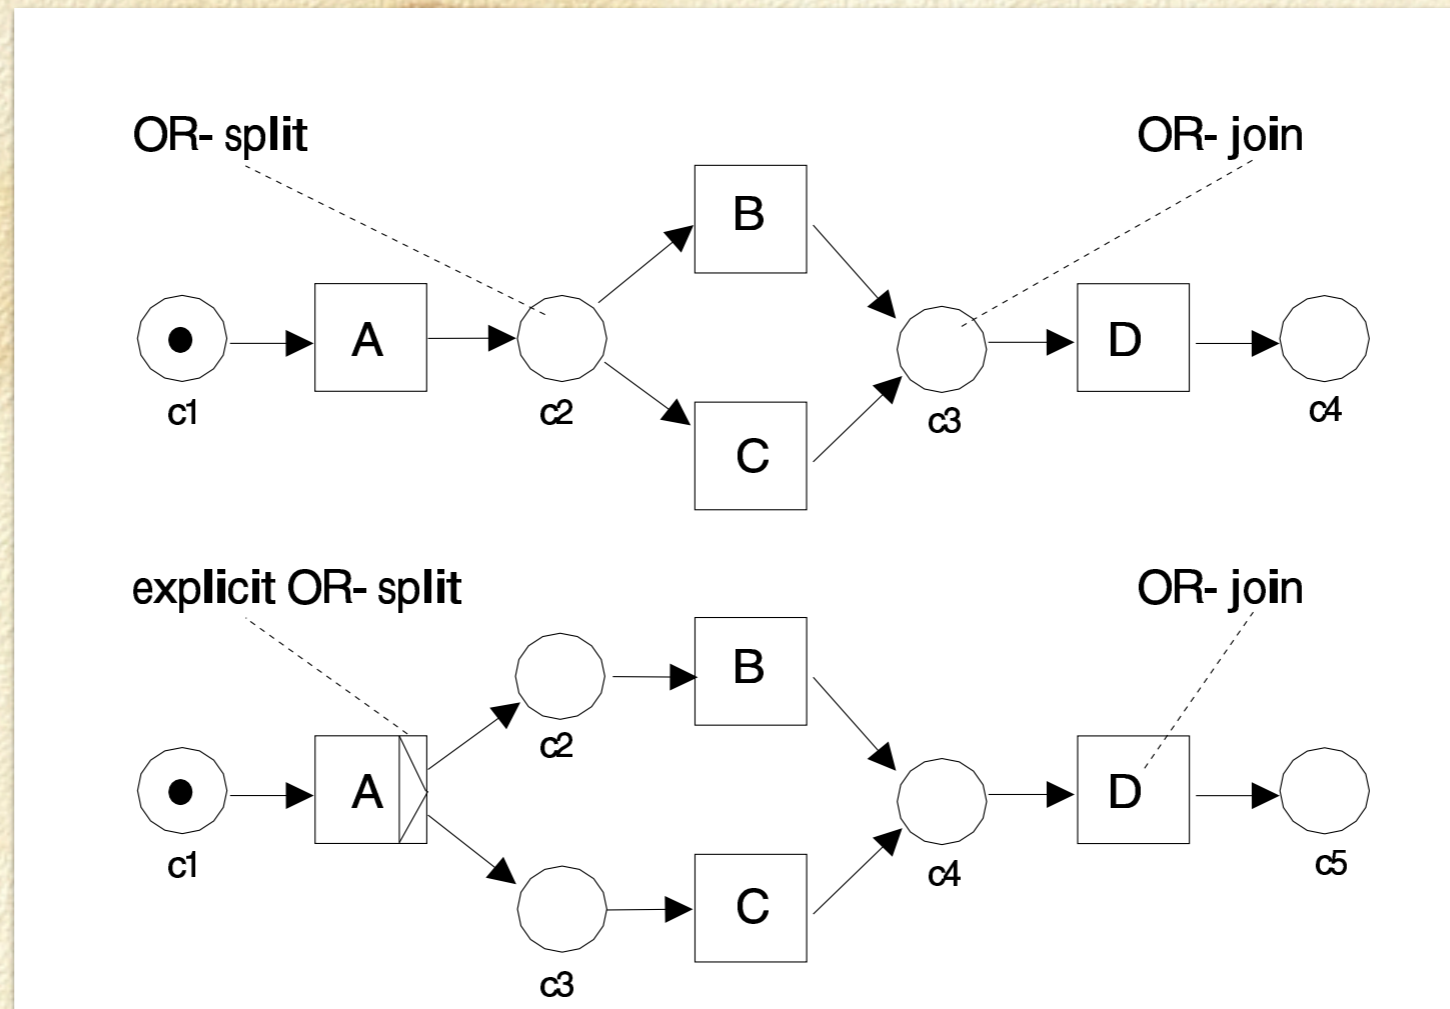 OR- split
OR- join
B
A
D
c1
c2
c3
c4
C
explicit OR- split
OR- join
B
c2
A
D
c1
c4
c5
C
c3